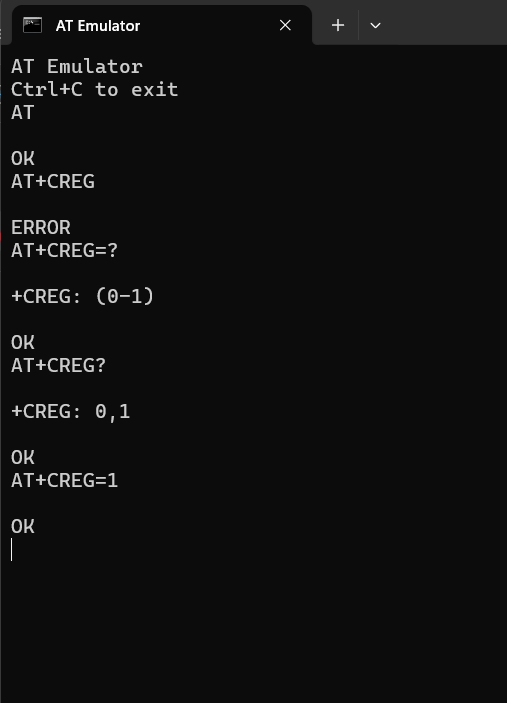 AT Emulator
AT Emulator
Ctrl+C to exit
AT
OK
AT+CREG
ERROR
AT+CREG=?
+CREG: (0-1)
OK
AT+CREG?
+CREG: 0,1
OK
AT+CREG=1
OK